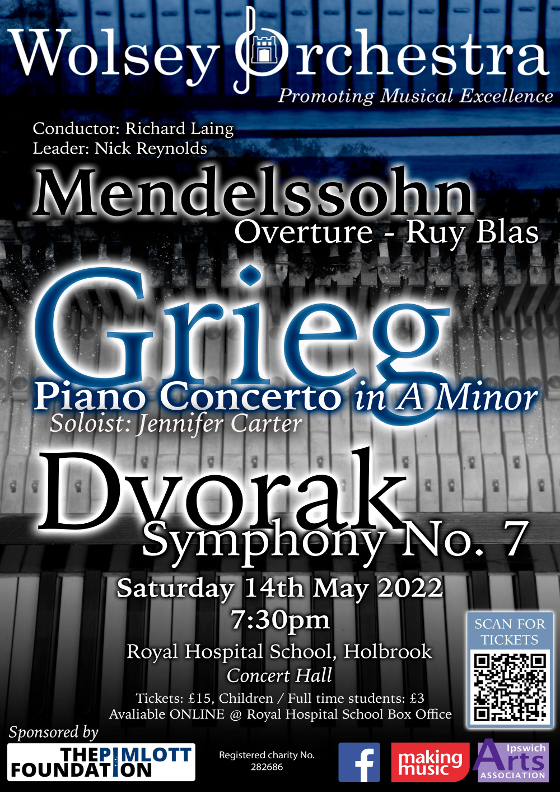 Wolsey Orchestra
Promoting Musical Excellence
Conductor: Richard Laing
Leader: Nick Reynolds
Mendelssohn
Overture - Ruy Blas
Grieg
Piano Concerto in A Minor
Soloist: Jennifer Carter
Dvorak
Symphony No. 7
Saturday 14th May 2022
7:30pm
Royal Hospital School, Holbrook
Concert Hall
Tickets: £15, Children / Full time students: £3
Avaliable ONLINE @ Royal Hospital School Box Office
SCAN FOR
TICKETS
Sponsored by
THE PIMLOTT
FOUNDATION
Registered charity No.
282686
f
making
music
Ipswich
Arts
ASSOCIATION